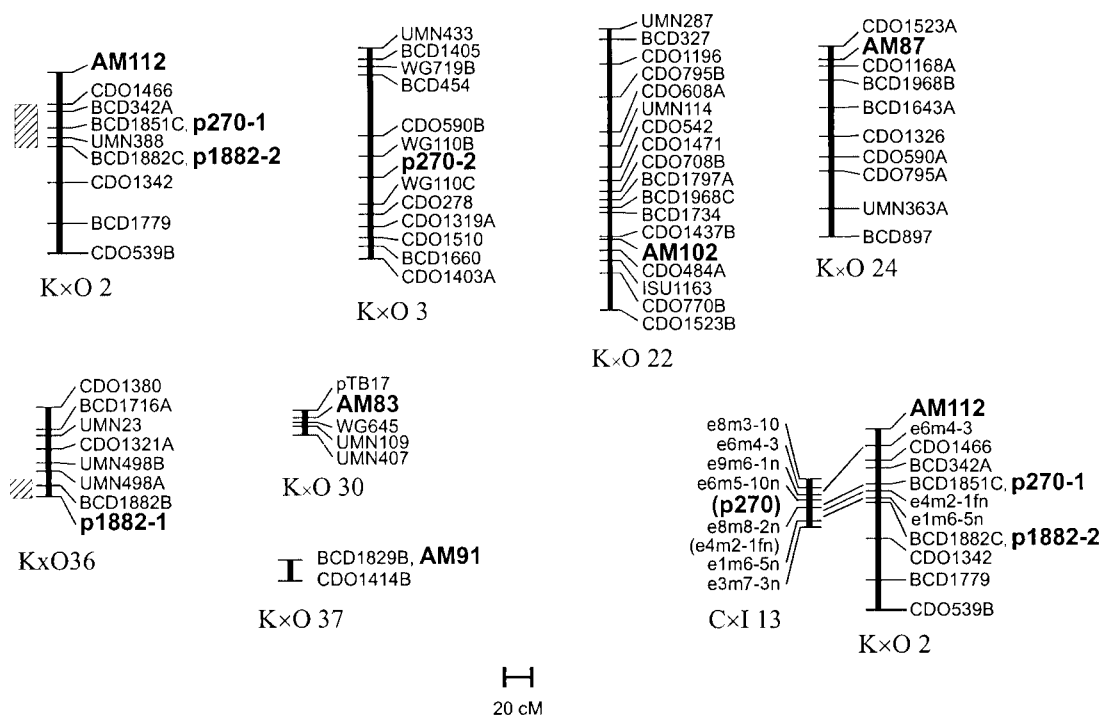 AM112
CDO1466
BCD342A
BCD1851C, p270-1
UMN388
BCD1882C, p1882-2
CDO1342
BCD1779
CDO539B
K×O 2
UMN433
BCD1405
WG719B
BCD454
CDO590B
WG110B
p270-2
WG110C
CDO278
CDO1319A
CDO1510
BCD1660
CDO1403A
K×O 3
UMN287
BCD327
CDO1196
CDO795B
CDO608A
UMN114
CDO542
CDO1471
CDO708B
BCD1797A
BCD1968C
BCD1734
CDO1437B
AM102
CDO484A
ISU1163
CDO770B
CDO1523B
K×O 22
CDO1523A
AM87
CDO1168A
BCD1968B
BCD1643A
CDO1326
CDO590A
CDO795A
UMN363A
BCD897
K×O 24
CDO1380
BCD1716A
UMN23
CDO1321A
UMN498B
UMN498A
BCD1882B
p1882-1
KxO36
pTB17
AM83
WG645
UMN109
UMN407
K×O 30
BCD1829B, AM91
CDO1414B
K×O 37
e8m3-10
e6m4-3
e9m6-1n
e6m5-10n
(p270)
e8m8-2n
(e4m2-1fn)
e1m6-5n
e3m7-3n
C×I 13
AM112
e6m4-3
CDO1466
BCD342A
BCD1851C, p270-1
e4m2-1fn
e1m6-5n
BCD1882C, p1882-2
CDO1342
BCD1779
CDO539B
K×O 2
20 cM